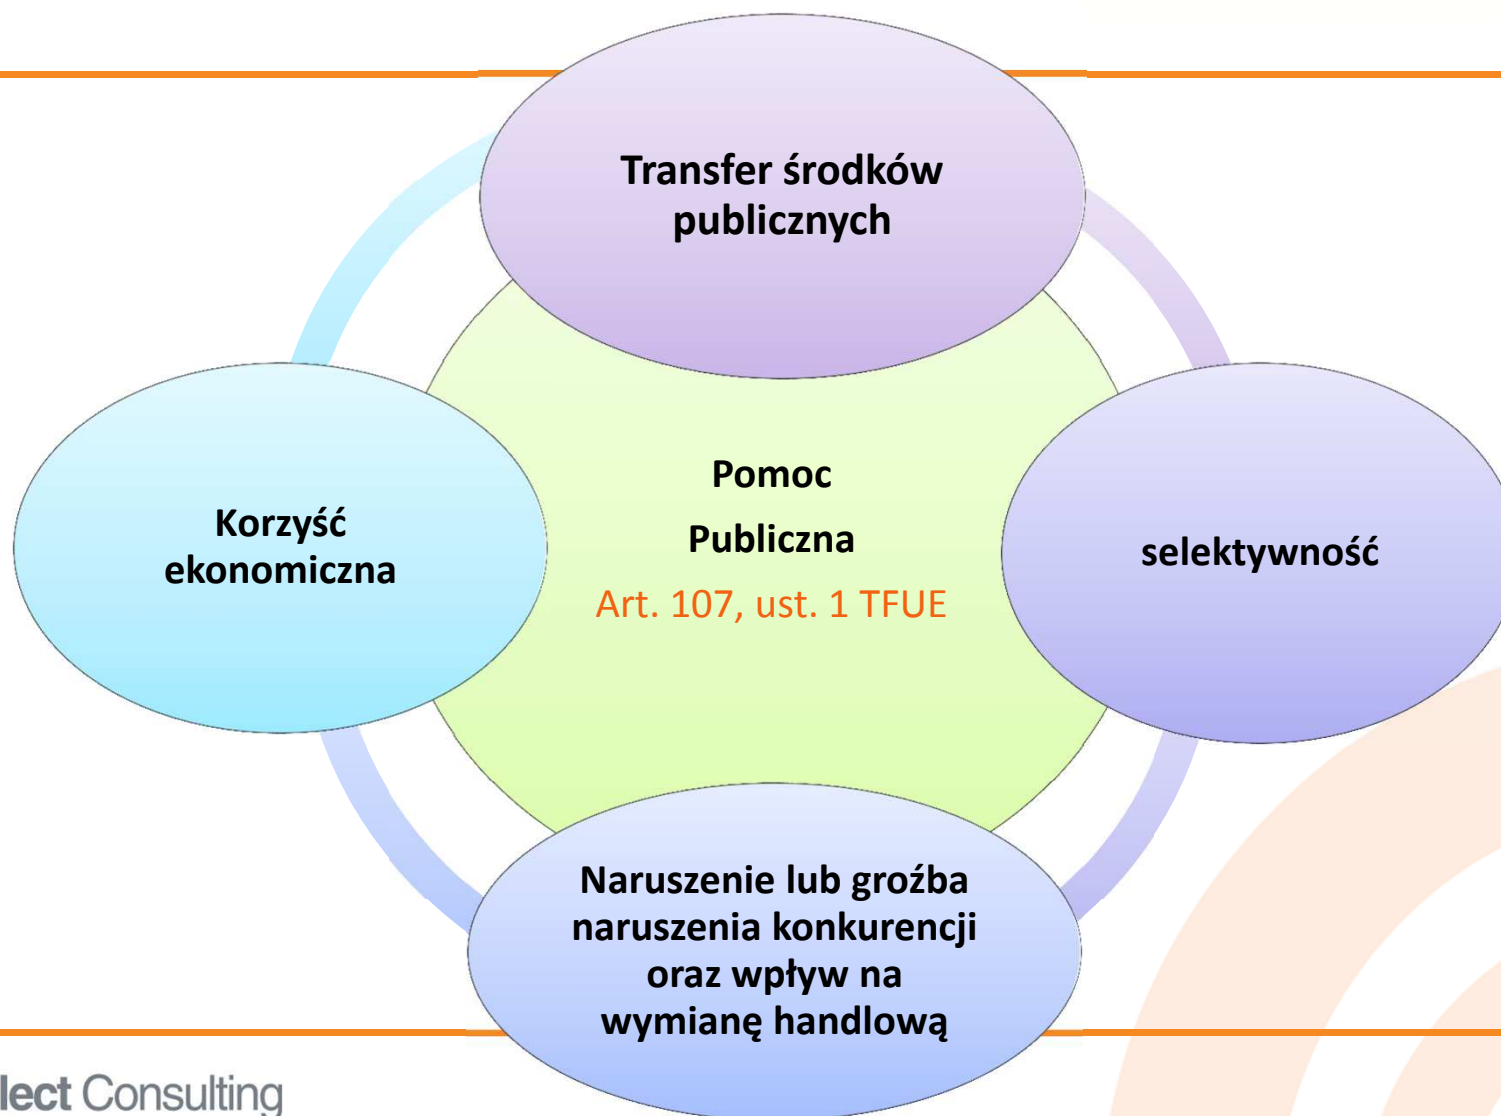 Transfer środków
publicznych
Korzyść
ekonomiczna
Pomoc
Publiczna
Art. 107, ust. 1 TFUE
selektywność
Naruszenie lub groźba
naruszenia konkurencji
oraz wpływ na
wymianę handlową
lect Consulting